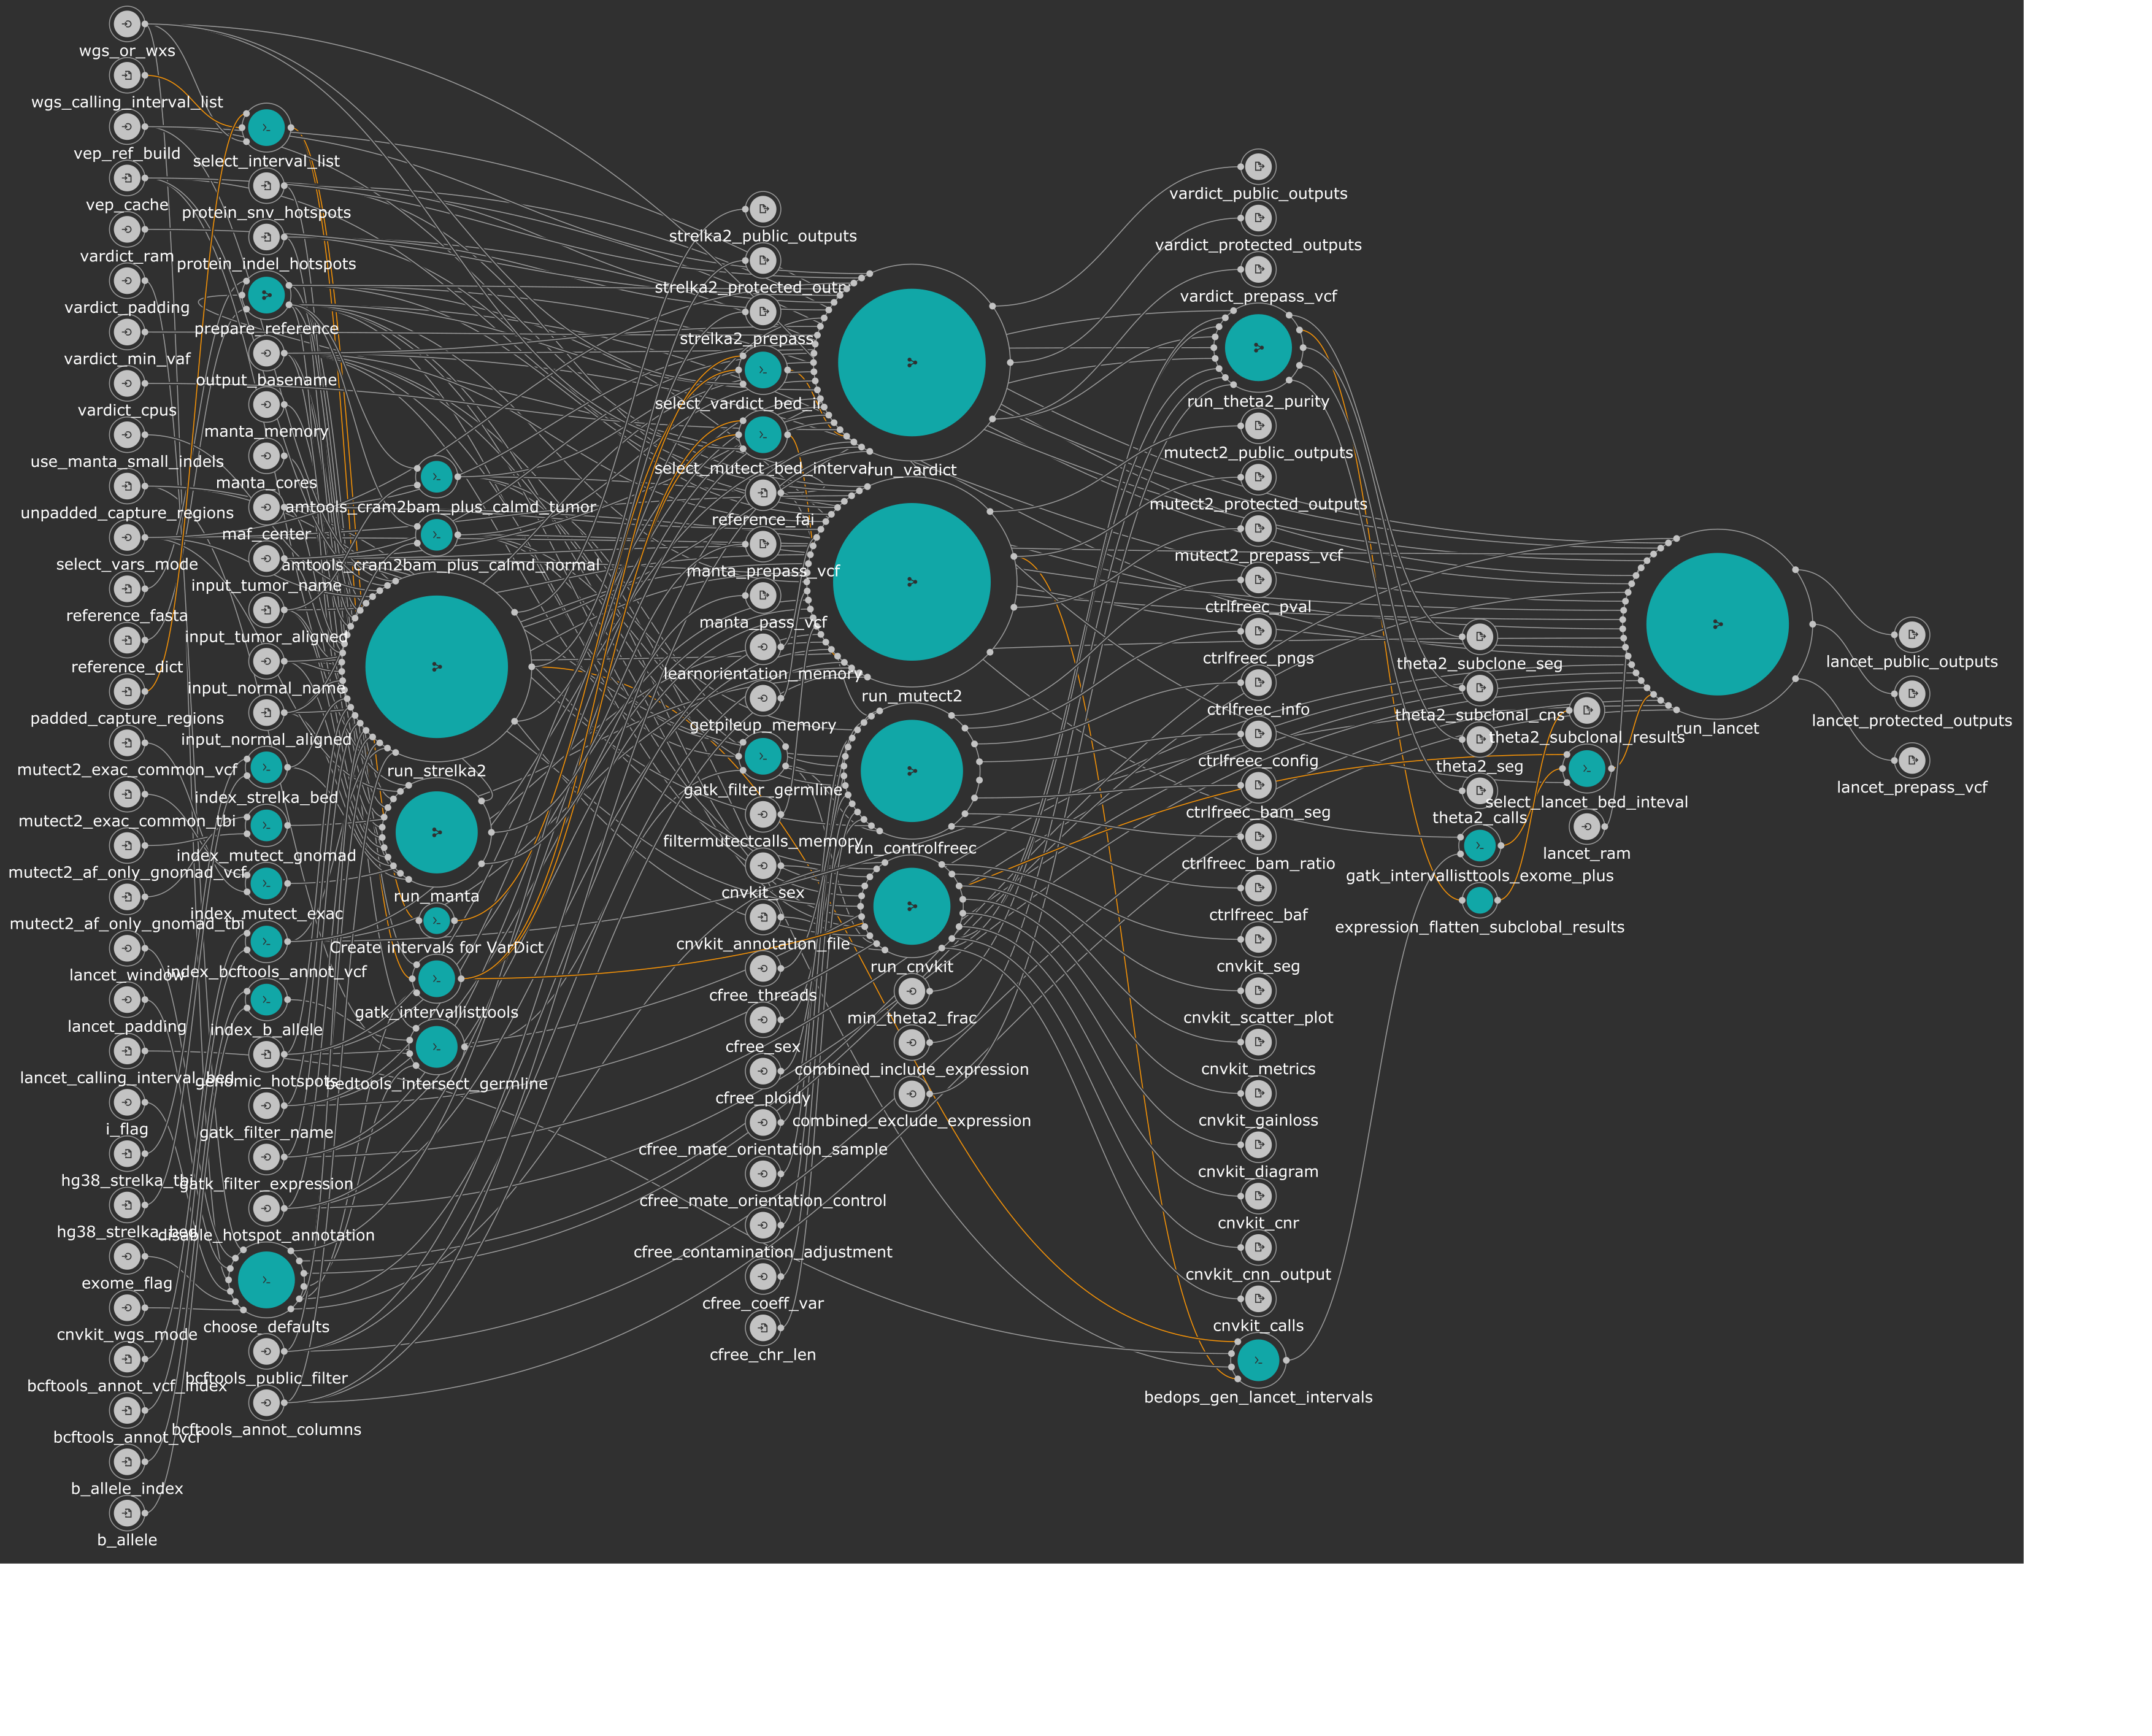 wgs_or_wxs
wgs_calling_interval_list
vep_ref_build
vep_cache
vardict_ram
vardict_padding
vardict_min_vaf
vardict_cpus
use_manta_small_indels
unpadded_capture_regions
select_vars_mode
reference_fasta
reference_dict
padded_capture_regions
mutect2_exac_common_vcf
mutect2_exac_common_tbi
mutect2_af_only_gnomad_vcf
mutect2_af_only_gnomad_tbi
lancet_window
lancet_padding
lancet_calling_interval_bed
i_flag
hg38_strelka_tbi
hg38_strelka_bed
exome_flag
cnvkit_wgs_mode
bcftools_annot_vcf_index
bcftools_annot_vcf
b_allele_index
b_allele
select_interval_list
protein_snv_hotspots
protein_indel_hotspots
prepare_reference
output_basename
manta_memory
manta_cores
maf_center
input_tumor_name
input_tumor_aligned
input_normal_name
input_normal_aligned
index_strelka_bed
index_mutect_gnomad
index_mutect_exac
index_bcftools_annot_vcf
index_b_allele
genomic_hotspots
gatk_filter_name
gatk_filter_expression
disable_hotspot_annotation
choose_defaults
bcftools_public_filter
bcftools_annot_columns
amtools_cram2bam_plus_calmd_tumor
amtools_cram2bam_plus_calmd_normal
run_strelka2
run_manta
Create intervals for VarDict
gatk_intervallisttools
bedtools_intersect_germline
strelka2_public_outputs
strelka2_protected_outp
strelka2_prepass
select_vardict_bed_i
select_mutect_bed_interval
reference_fai
manta_prepass_vcf
manta_pass_vcf
learnorientation_memory
getpileup_memory
gatk_filter_germline
filtermutectcalls_memory
cnvkit_sex
cnvkit_annotation_file
cfree_threads
cfree_sex
cfree_ploidy
cfree_mate_orientation_sample
cfree_mate_orientation_control
cfree_contamination_adjustment
cfree_coeff_var
cfree_chr_len
run_vardict
run_mutect2
run_controlfreec
run_cnvkit
min_theta2_frac
combined_include_expression
combined_exclude_expression
vardict_public_outputs
vardict_protected_outputs
vardict_prepass_vcf
run_theta2_purity
mutect2_public_outputs
mutect2_protected_outputs
mutect2_prepass_vcf
ctrlfreec_pval
ctrlfreec_pngs
ctrlfreec_info
ctrlfreec_config
ctrlfreec_bam_seg
ctrlfreec_bam_ratio
ctrlfreec_baf
cnvkit_seg
cnvkit_scatter_plot
cnvkit_metrics
cnvkit_gainloss
cnvkit_diagram
cnvkit_cnr
cnvkit_cnn_output
cnvkit_calls
bedops_gen_lancet_intervals
theta2_subclone_seg
theta2_subclonal_cns
theta2_seg
theta2_calls
gatk_intervallisttools_exome_plus
expression_flatten_subclobal_results
theta2_subclonal_results
select_lancet_bed_inteval
lancet_ram
run_lancet
lancet_public_outputs
lancet_protected_outputs
lancet_prepass_vcf